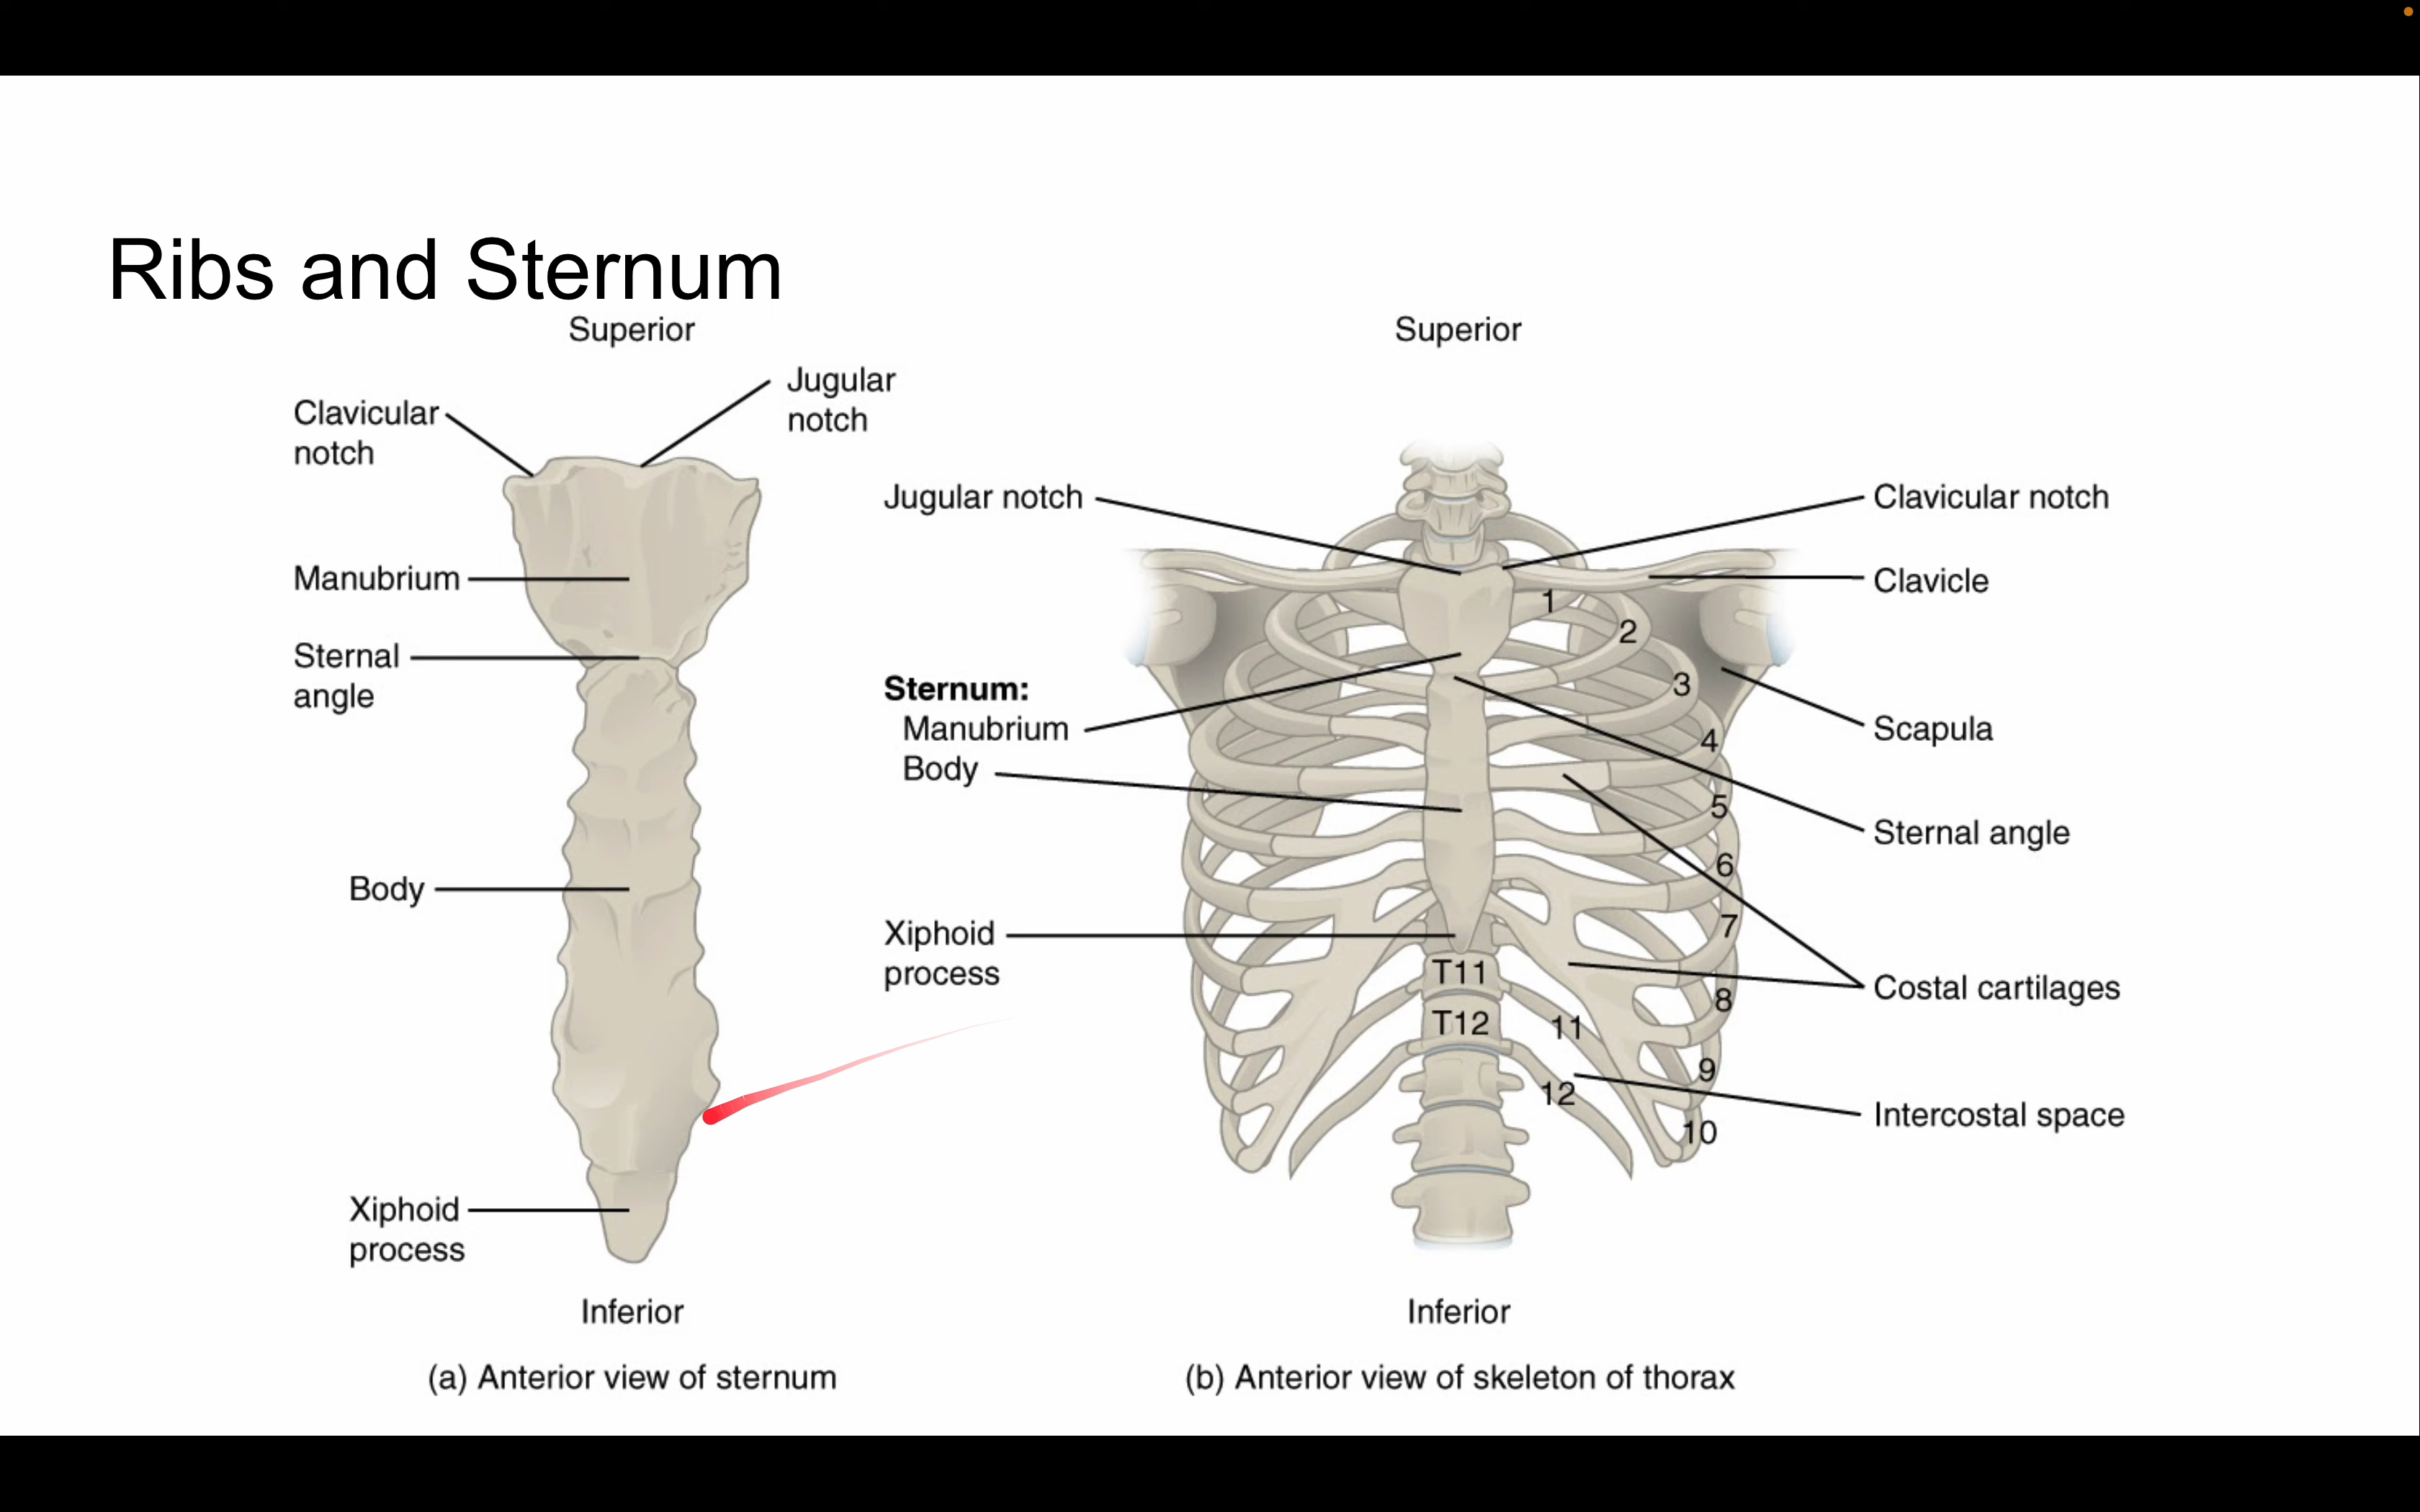 Ribs and Sternum
Superior
Clavicular
notch
Jugular
notch
Manubrium
Sternal
angle
Body
Xiphoid
process
Inferior
(a) Anterior view of sternum
Superior
Jugular notch
Sternum:
Manubrium
Body
Xiphoid
process
Clavicular notch
Clavicle
Scapula
Sternal angle
Costal cartilages
Intercostal space
1
2
3
4
5
6
7
8
9
10
T11
T12
11
12
Inferior
(b) Anterior view of skeleton of thorax